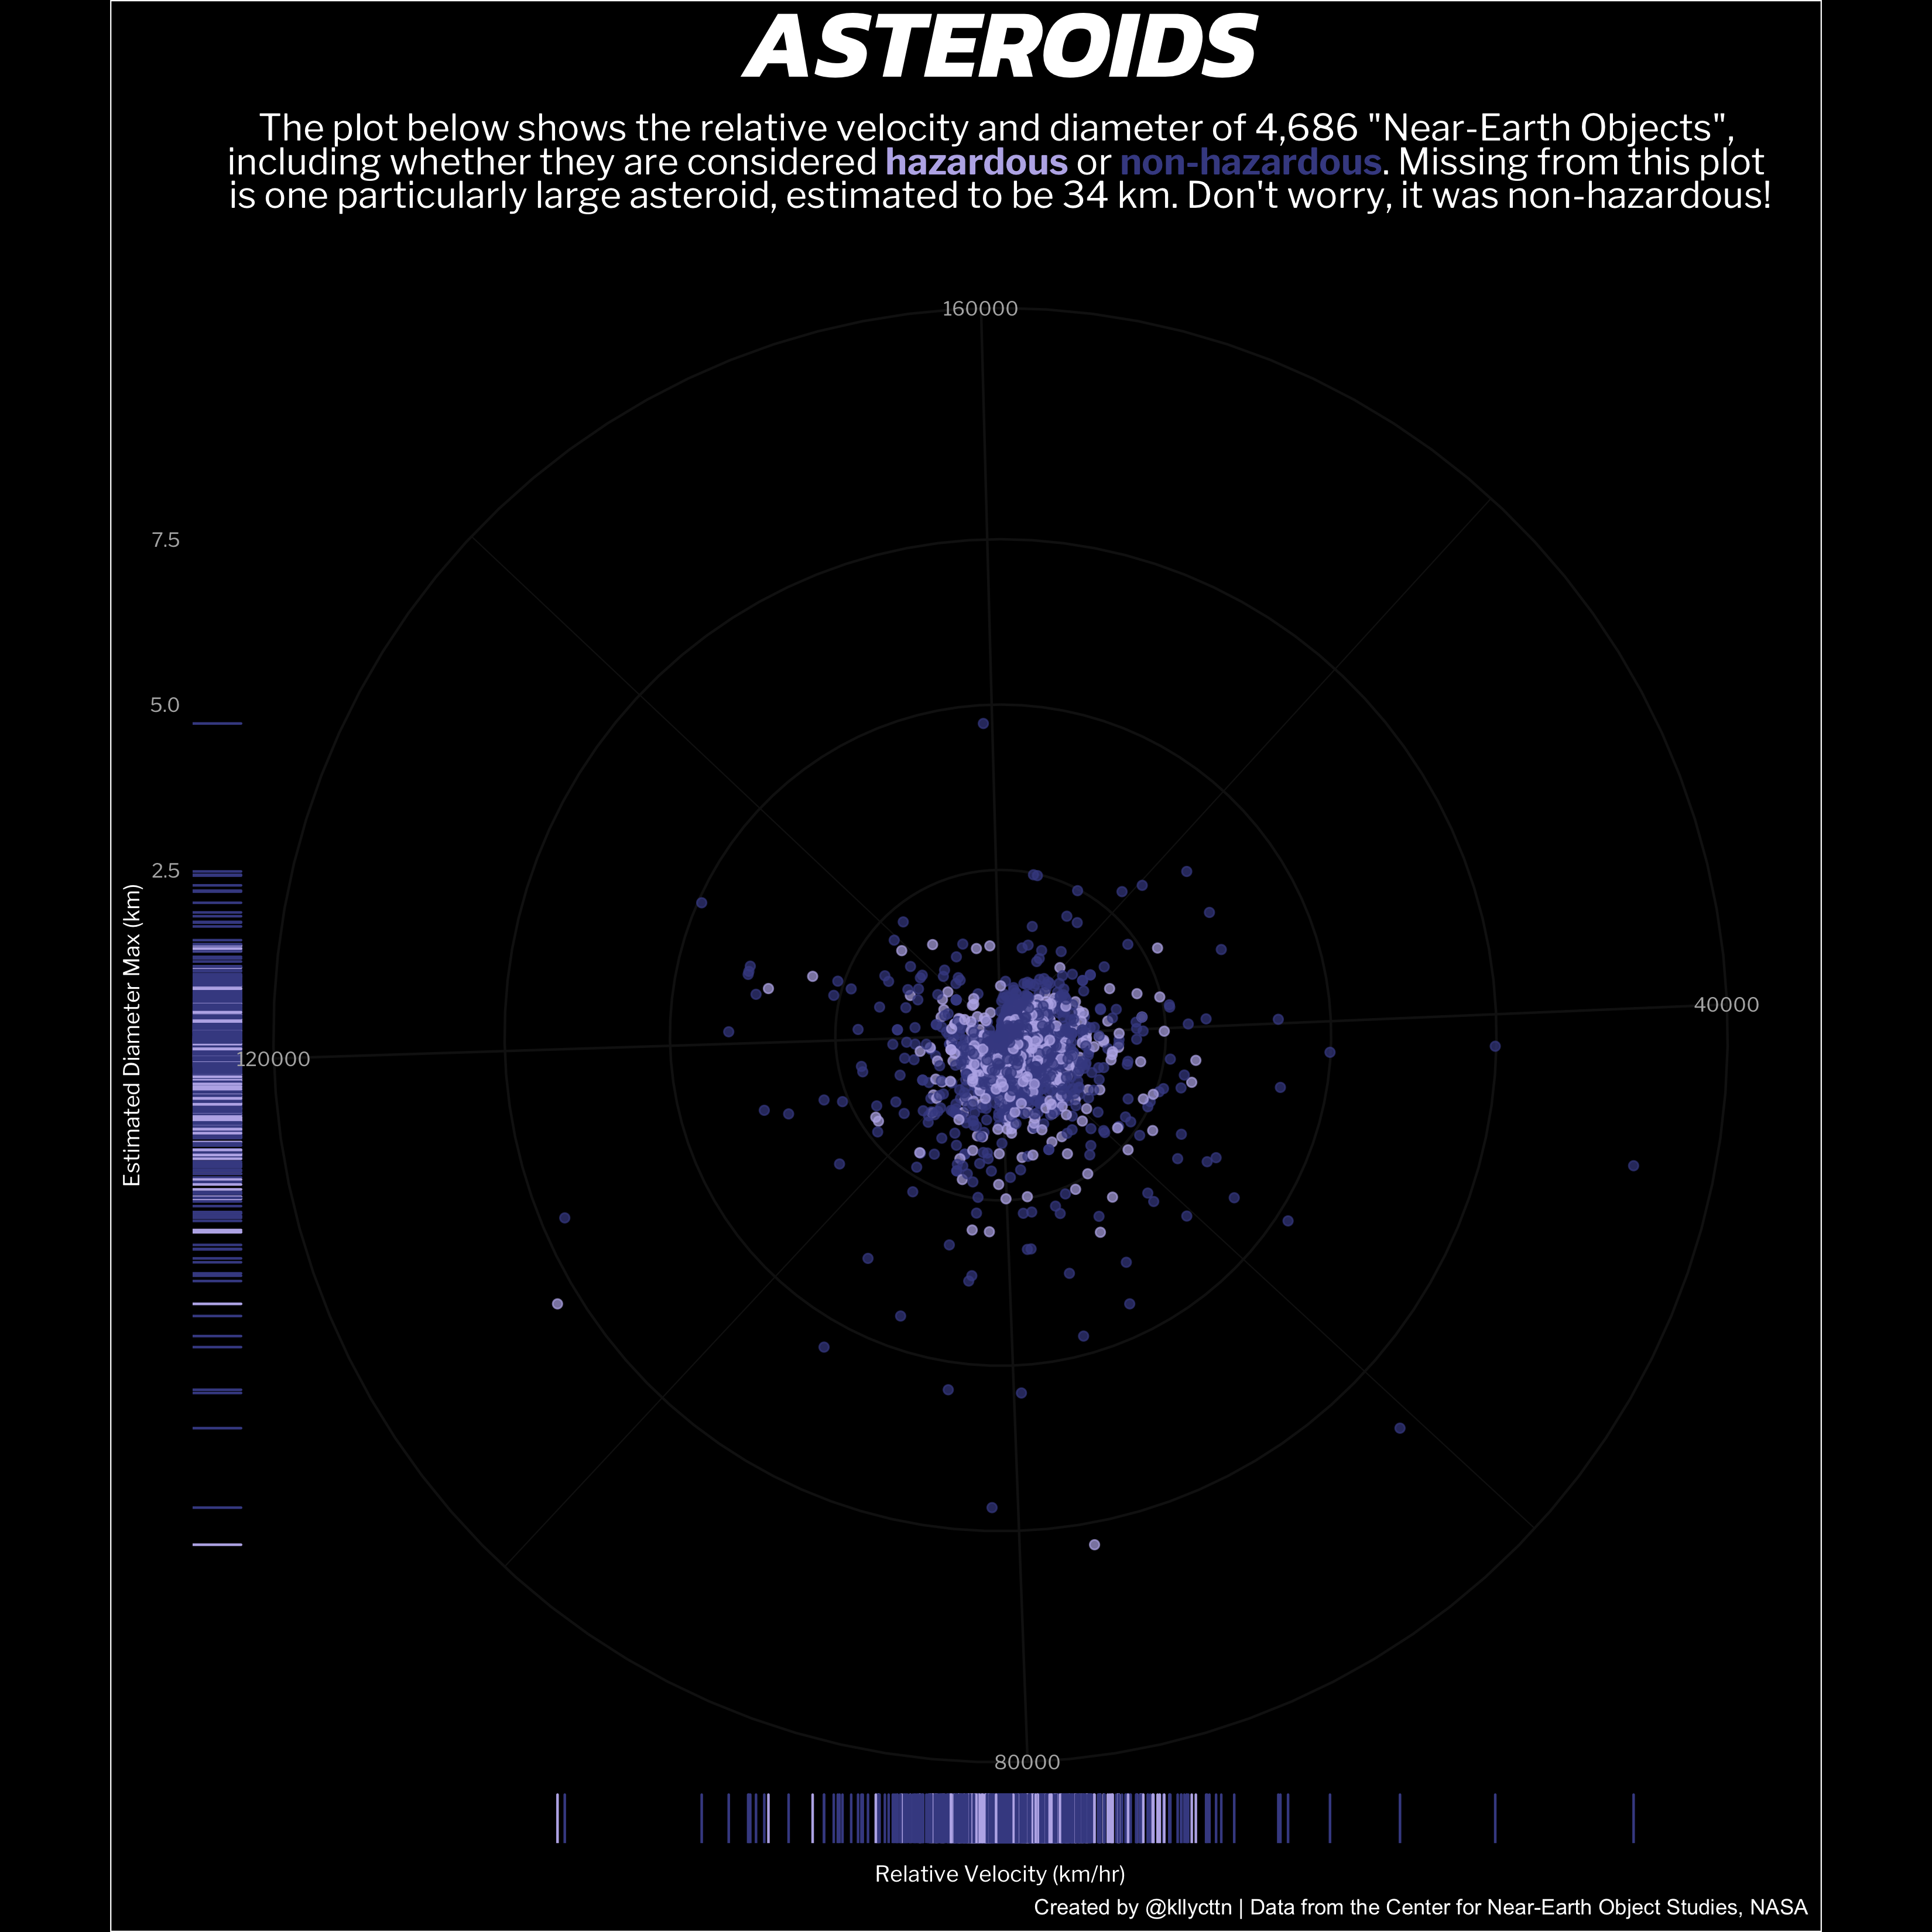 ASTEROIDS
The plot below shows the relative velocity and diameter of 4,686 "Near-Earth Objects",
including whether they are considered hazardous or non-hazardous. Missing from this plot
is one particularly large asteroid, estimated to be 34 km. Don't worry, it was non-hazardous!
160000
7.5
5.0
2.5
Estimated Diameter Max (km)
40000
120000
80000
Relative Velocity (km/hr)
Created by @kllycttn | Data from the Center for Near-Earth Object Studies, NASA